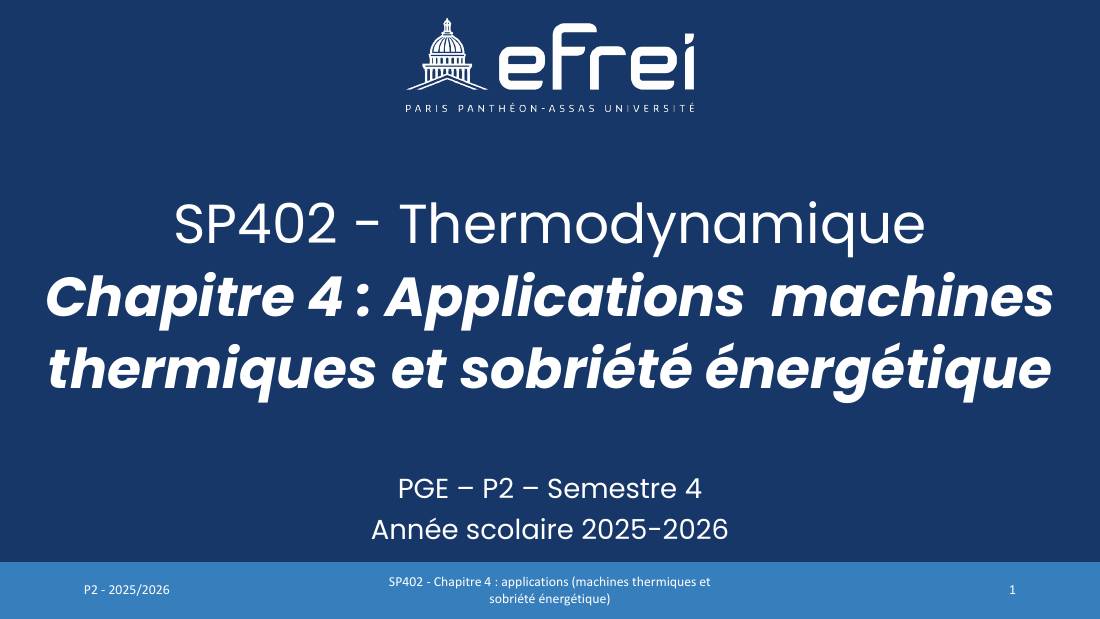 efrei
PARIS PANTHÉON-ASSAS UNIVERSITÉ
SP402 - Thermodynamique
Chapitre 4 : Applications machines
thermiques et sobriété énergétique
PGE – P2 – Semestre 4
Année scolaire 2025-2026
P2 - 2025/2026
SP402 - Chapitre 4 : applications (machines thermiques et
sobriété énergétique)
1